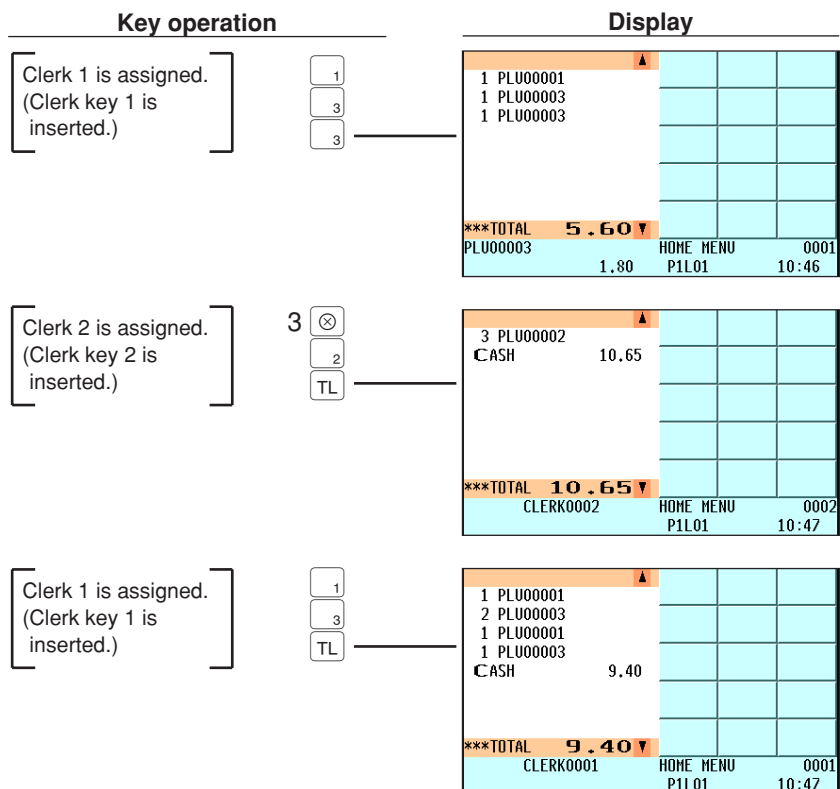 Key operation
Display
Clerk 1 is assigned.
(Clerk key 1 is
inserted.)
1
3
3
1 PLU00001
1 PLU00003
1 PLU00003
***TOTAL 5.60
PLU00003 HOME MENU 0001
1.80 P1L01 10:46
Clerk 2 is assigned.
(Clerk key 2 is
inserted.)
3 ⊗
2
TL
3 PLU00002
CASH 10.65
***TOTAL 10.65
CLERK0002 HOME MENU 0002
P1L01 10:47
Clerk 1 is assigned.
(Clerk key 1 is
inserted.)
1
3
TL
1 PLU00001
2 PLU00003
1 PLU00001
1 PLU00003
CASH 9.40
***TOTAL 9.40
CLERK0001 HOME MENU 0001
P1L01 10:47